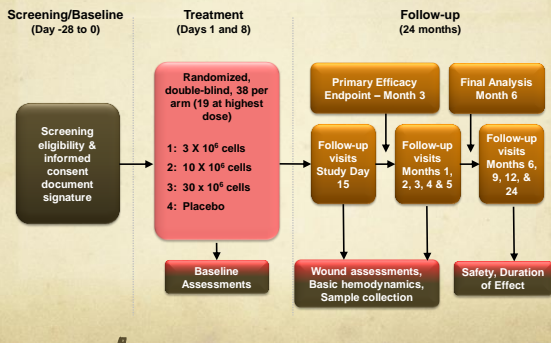 Screening/Baseline
(Day -28 to 0)
Treatment
(Days 1 and 8)
Follow-up
(24 months)
Screening
eligibility &
informed
consent
document
signature
Randomized,
double-blind, 38 per
arm (19 at highest
dose)
1: 3 X 10⁶ cells
2: 10 X 10⁶ cells
3: 30 x 10⁶ cells
4: Placebo
Baseline
Assessments
Primary Efficacy
Endpoint – Month 3
Final Analysis
Month 6
Follow-up
visits
Study Day
15
Follow-up
visits
Months 1,
2, 3, 4 & 5
Follow-up
visits
Months 6,
9, 12, &
24
Wound assessments,
Basic hemodynamics,
Sample collection
Safety, Duration
of Effect